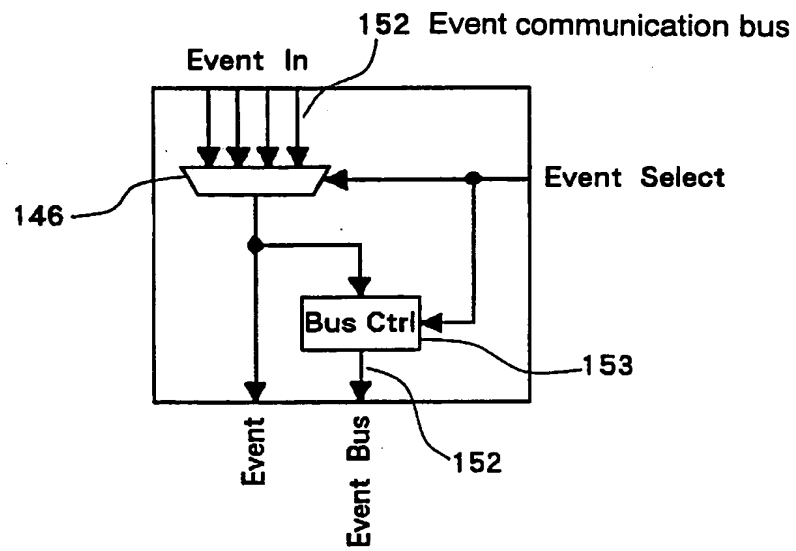 152 Event communication bus
Event In
Event Select
146
Bus Ctrl
153
152
Event
Event Bus